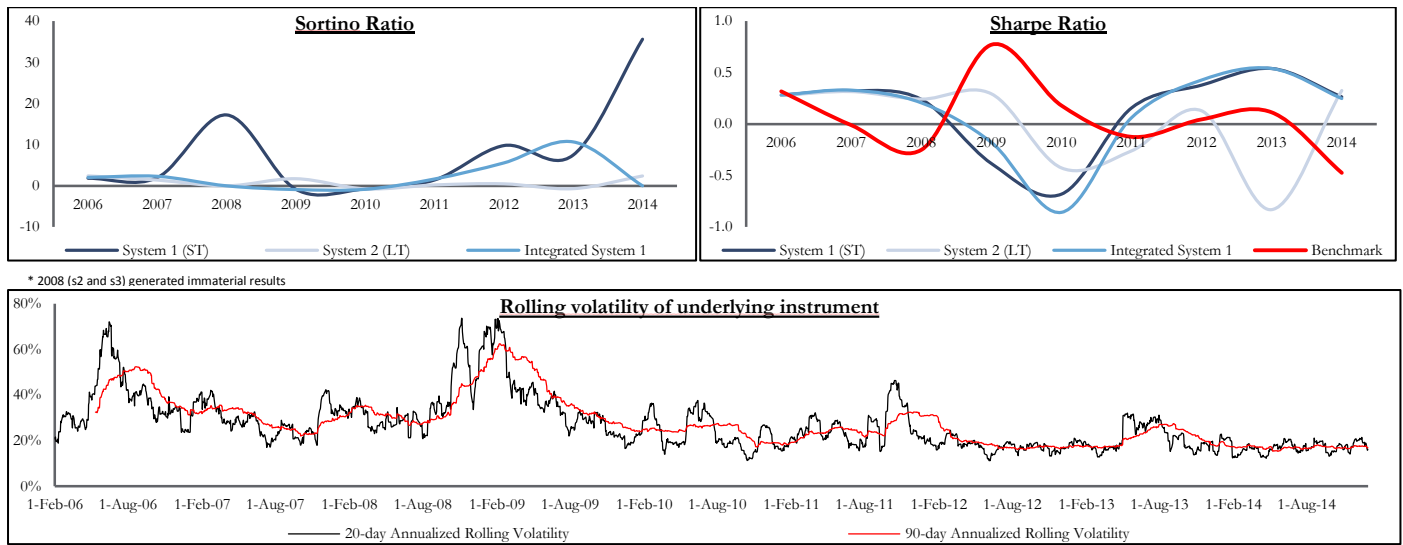 Sortino Ratio
40
30
20
10
0
-10
2006 2007 2008 2009 2010 2011 2012 2013 2014
System 1 (ST) System 2 (LT) Integrated System 1
Sharpe Ratio
1.0
0.5
0.0
-0.5
-1.0
2006 2007 2008 2009 2010 2011 2012 2013 2014
System 1 (ST) System 2 (LT) Integrated System 1 Benchmark
* 2008 (s2 and s3) generated immaterial results
Rolling volatility of underlying instrument
80%
60%
40%
20%
0%
1-Feb-06 1-Aug-06 1-Feb-07 1-Aug-07 1-Feb-08 1-Aug-08 1-Feb-09 1-Aug-09 1-Feb-10 1-Aug-10 1-Feb-11 1-Aug-11 1-Feb-12 1-Aug-12 1-Feb-13 1-Aug-13 1-Feb-14 1-Aug-14
20-day Annualized Rolling Volatility 90-day Annualized Rolling Volatility